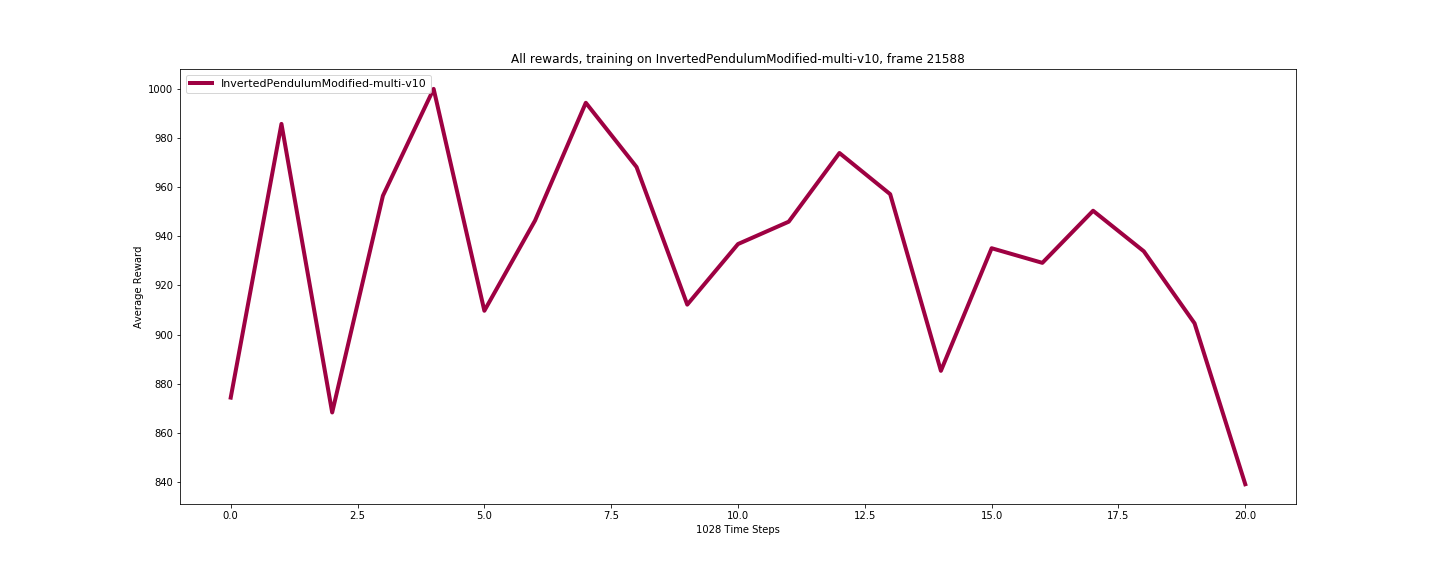 All rewards, training on InvertedPendulumModified-multi-v10, frame 21588
InvertedPendulumModified-multi-v10
1000
980
960
940
920
900
880
860
840
Average Reward
0.0 2.5 5.0 7.5 10.0 12.5 15.0 17.5 20.0
1028 Time Steps